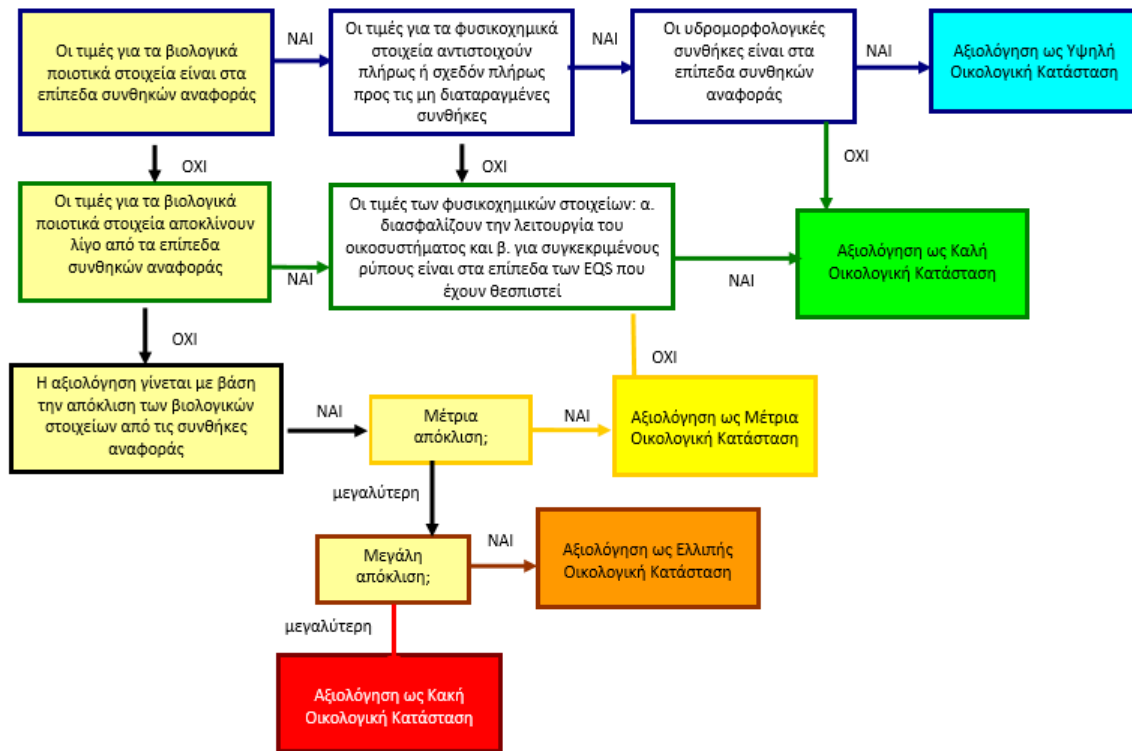 Οι τιμές για τα βιολογικά
ποιοτικά στοιχεία είναι στα
επίπεδα συνθηκών αναφοράς
ΝΑΙ
Οι τιμές για τα φυσικοχημικά
στοιχεία αντιστοιχούν
πλήρως ή σχεδόν πλήρως
προς τις μη διαταραγμένες
συνθήκες
ΝΑΙ
Οι υδρομορφολογικές
συνθήκες είναι στα
επίπεδα συνθηκών
αναφοράς
ΝΑΙ
Αξιολόγηση ως Υψηλή
Οικολογική Κατάσταση
ΟΧΙ
ΟΧΙ
ΟΧΙ
Οι τιμές για τα βιολογικά
ποιοτικά στοιχεία αποκλίνουν
λίγο από τα επίπεδα
συνθηκών αναφοράς
ΝΑΙ
Οι τιμές των φυσικοχημικών στοιχείων: α.
διασφαλίζουν την λειτουργία του
οικοσυστήματος και β. για συγκεκριμένους
ρύπους είναι στα επίπεδα των EQS που
έχουν θεσπιστεί
ΝΑΙ
Αξιολόγηση ως Καλή
Οικολογική Κατάσταση
ΟΧΙ
ΟΧΙ
Η αξιολόγηση γίνεται με βάση
την απόκλιση των βιολογικών
στοιχείων από τις συνθήκες
αναφοράς
ΝΑΙ
Μέτρια
απόκλιση;
ΝΑΙ
Αξιολόγηση ως Μέτρια
Οικολογική Κατάσταση
μεγαλύτερη
Μεγάλη
απόκλιση;
ΝΑΙ
Αξιολόγηση ως Ελλιπής
Οικολογική Κατάσταση
μεγαλύτερη
Αξιολόγηση ως Κακή
Οικολογική Κατάσταση